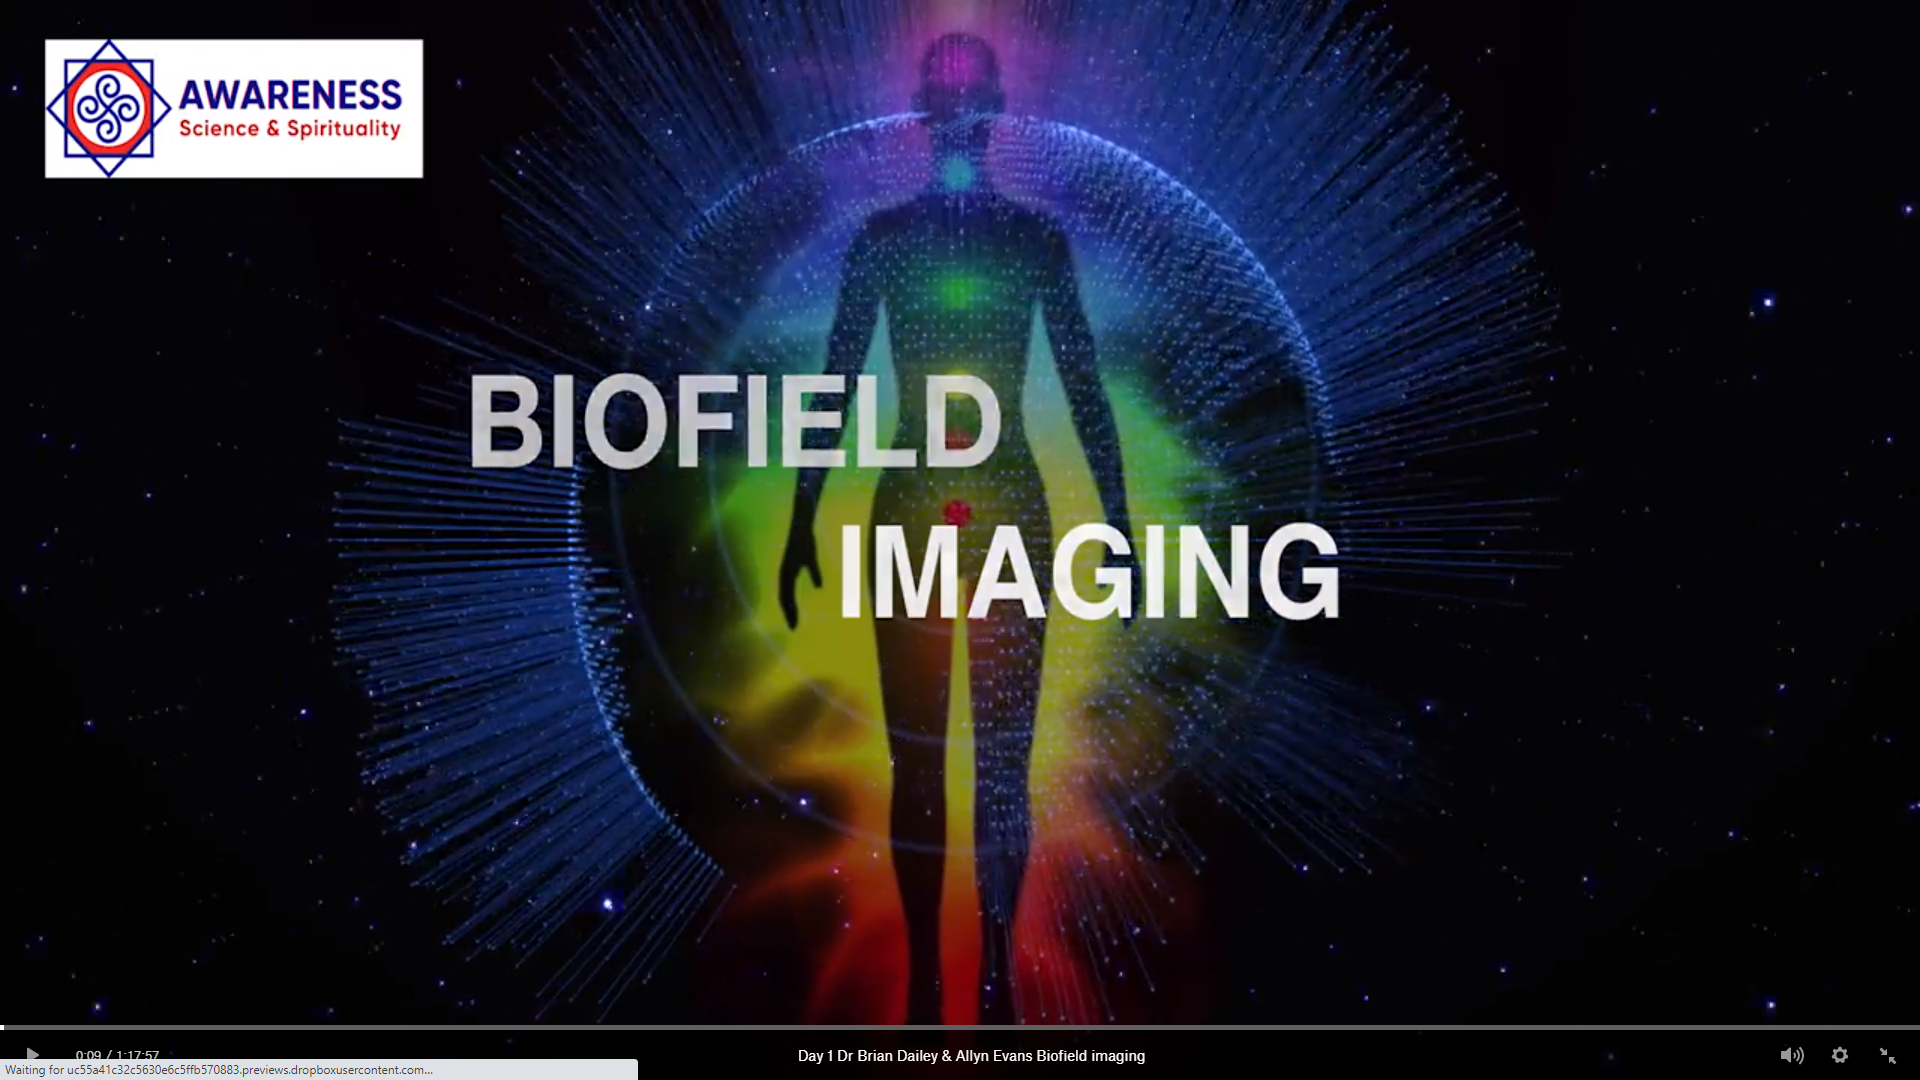 AWARENESS
Science & Spirituality
BIOFIELD
IMAGING
0:09 / 1:17:57
Day 1 Dr Brian Dailey & Allyn Evans Biofield imaging
Waiting for uc55a41c32c5630e6c5ffb570883.previews.dropboxusercontent.com...